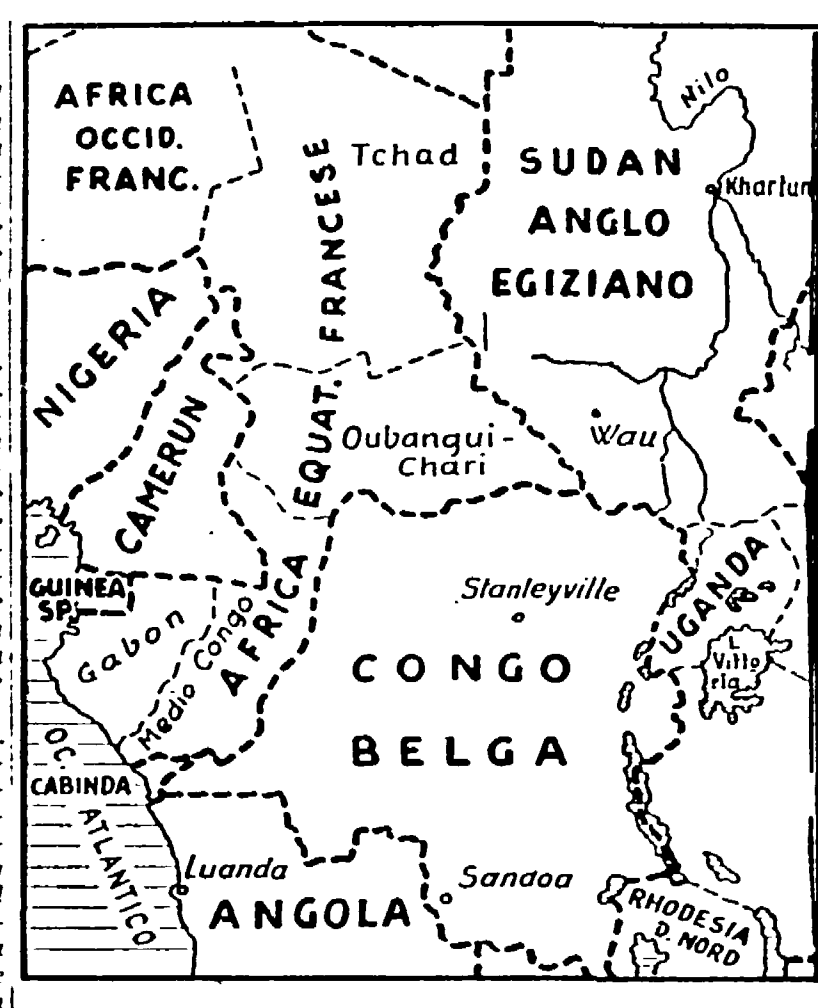 AFRICA
OCCID.
FRANC.
Tchad
Nilo
SUDAN
ANGLO
EGIZIANO
Khartun
NIGERIA
CAMERUN
AFRICA EQUAT. FRANCESE
Oubangui-
Chari
Wau
GUINEA
SP.
Gabon
Medio Congo
Stanleyville
UGANDA
L.
Vitto
ria
CONGO
BELGA
OC. ATLANTICO
CABINDA
Luanda
ANGOLA
Sandoa
RHODESIA
D. NORD